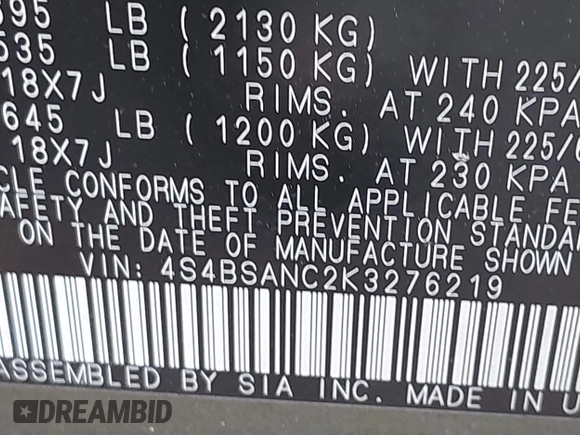 LB ( 2130 KG)
535 LB ( 1150 KG) WITH 225/
18X7J RIMS. AT 240 KPA
645 LB ( 1200 KG) WITH 225/
18X7J RIMS. AT 230 KPA
CLE CONFORMS TO ALL APPLICABLE FE
AFETY AND THEFT PREVENTION STANDA
ON THE DATE OF MANUFACTURE SHOWN
VIN: 4S4BSANC2K3276219
ASSEMBLED BY SIA INC. MADE IN U
DREAMBID